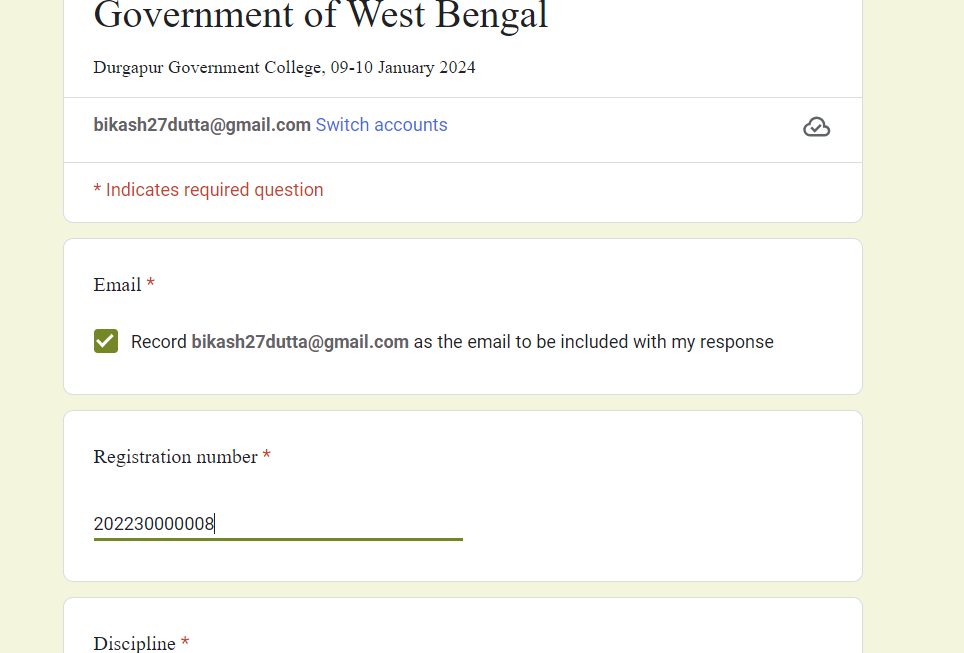 Government of West Bengal
Durgapur Government College, 09-10 January 2024
bikash27dutta@gmail.com Switch accounts
* Indicates required question
Email *
Record bikash27dutta@gmail.com as the email to be included with my response
Registration number *
202230000008
Discipline *